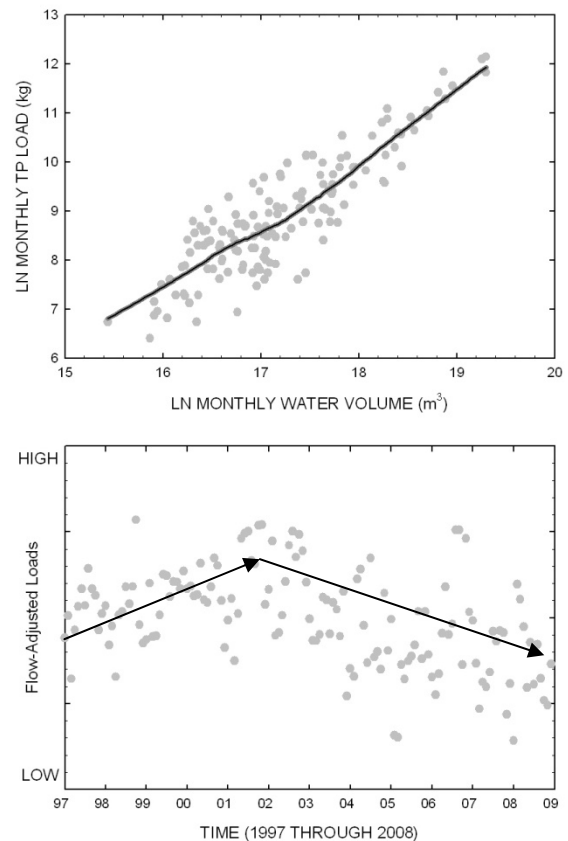 LN MONTHLY TP LOAD (kg)
13
12
11
10
9
8
7
6
15 16 17 18 19 20
LN MONTHLY WATER VOLUME (m³)
HIGH
Flow-Adjusted Loads
LOW
97 98 99 00 01 02 03 04 05 06 07 08 09
TIME (1997 THROUGH 2008)